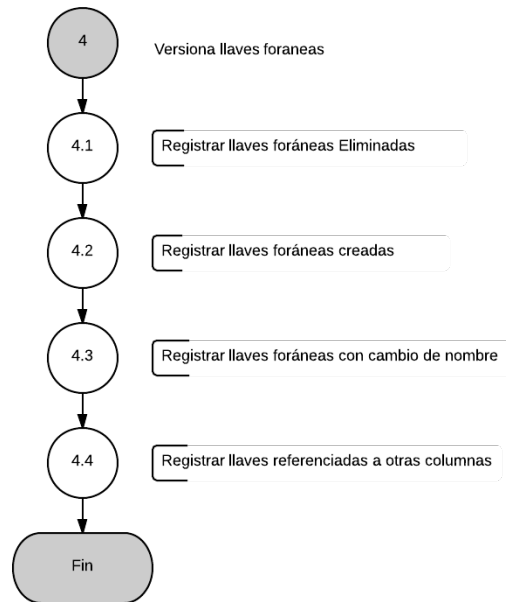 4
Versiona llaves foraneas
4.1
Registrar llaves foráneas Eliminadas
4.2
Registrar llaves foráneas creadas
4.3
Registrar llaves foráneas con cambio de nombre
4.4
Registrar llaves referenciadas a otras columnas
Fin